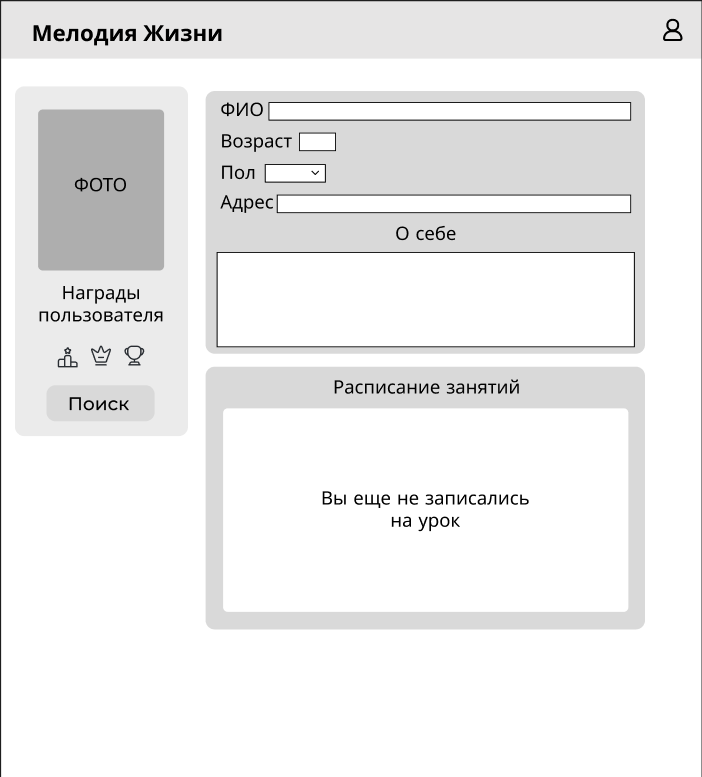 Мелодия Жизни
ФОТО
Награды
пользователя
Поиск
ФИО
Возраст
Пол
Адрес
О себе
Расписание занятий
Вы еще не записались
на урок